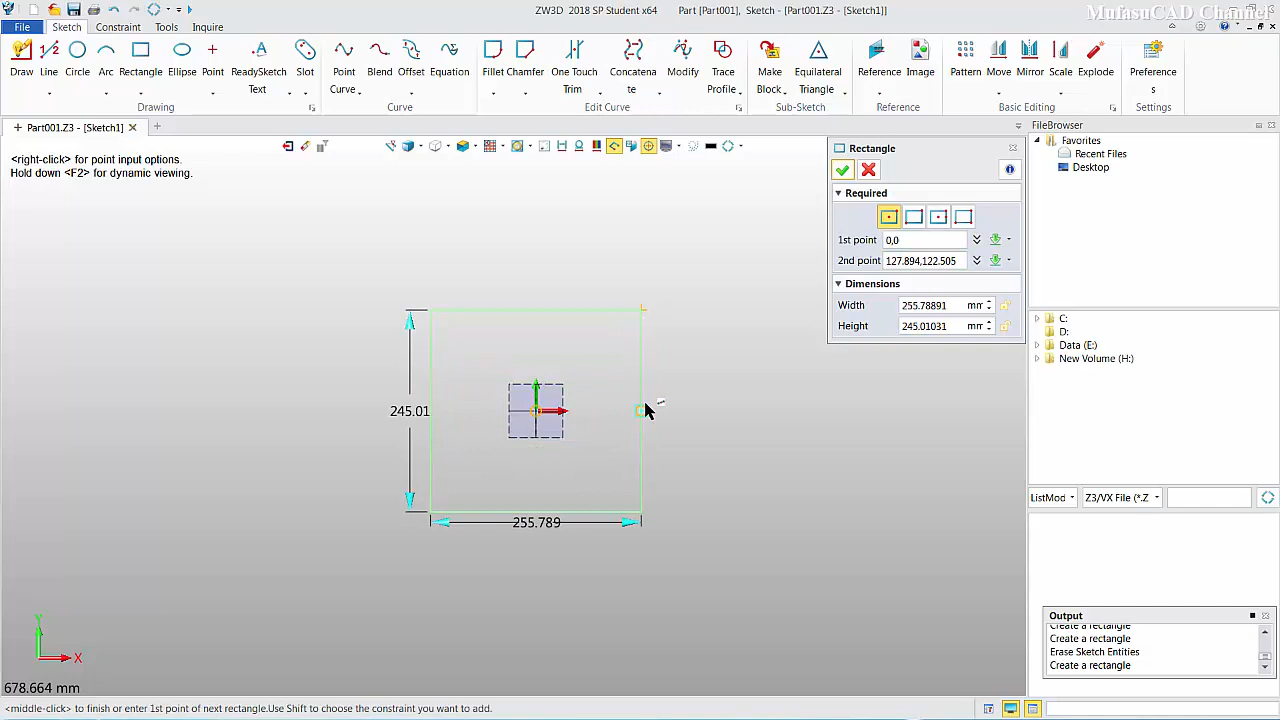 ZW3D 2018 SP Student x64 Part [Part001], Sketch - [Part001.Z3 - [Sketch1]]
MufasuCAD Channel
File Sketch Constraint Tools Inquire
Draw Line Circle Arc Rectangle Ellipse Point ReadySketch Text Slot
Drawing
Point Curve Blend Offset Equation
Curve
Fillet Chamfer One Touch Trim Concatena te Modify Trace Profile
Edit Curve
Make Block Equilateral Triangle
Sub-Sketch
Reference Image
Reference
Pattern Move Mirror Scale Explode
Basic Editing
Preference s
Settings
Part001.Z3 - [Sketch1]
<right-click> for point input options.
Hold down <F2> for dynamic viewing.
Rectangle
Required
1st point 0,0
2nd point 127.894,122.505
Dimensions
Width 255.78891 mm
Height 245.01031 mm
FileBrowser
Favorites
Recent Files
Desktop
C:
D:
Data (E:)
New Volume (H:)
ListMod Z3/VX File (*.Z
245.01
255.789
Output
Create a rectangle
Create a rectangle
Erase Sketch Entities
Create a rectangle
Y
X
678.664 mm
<middle-click> to finish or enter 1st point of next rectangle.Use Shift to choose the constraint you want to add.